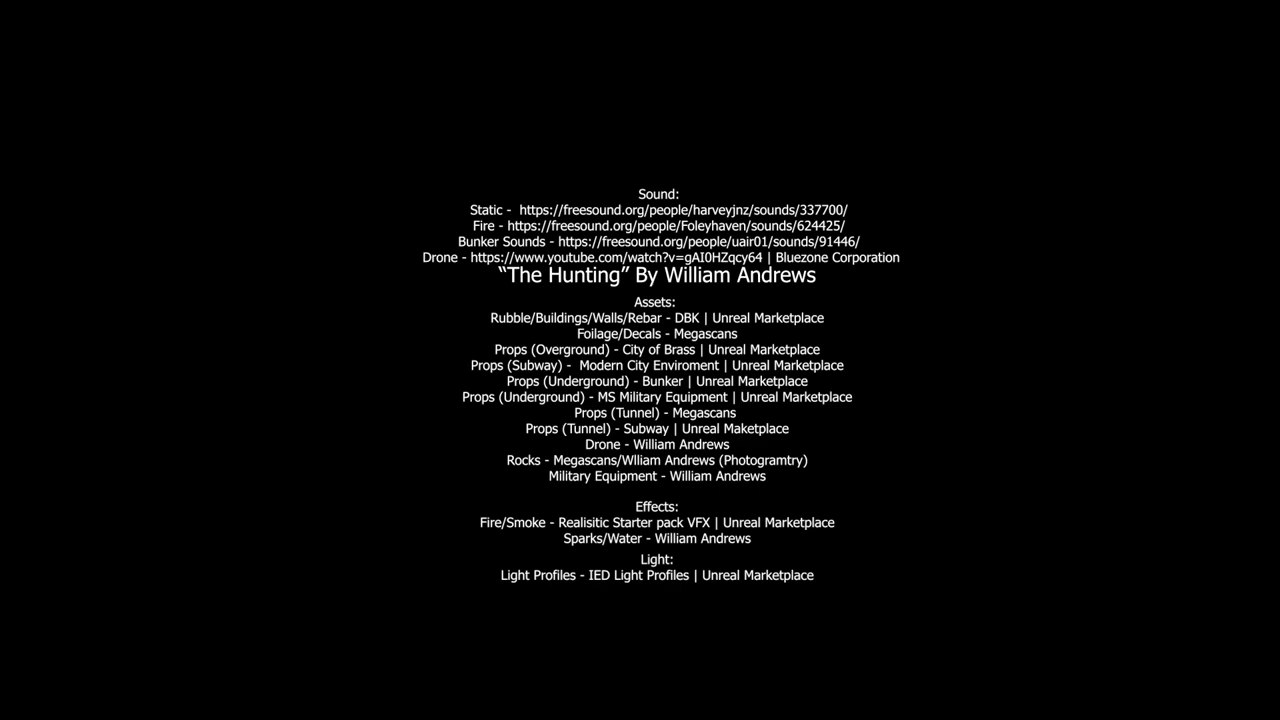 Sound:
Static -  https://freesound.org/people/harveyjnz/sounds/337700/
Fire - https://freesound.org/people/Foleyhaven/sounds/624425/
Bunker Sounds - https://freesound.org/people/uair01/sounds/91446/
Drone - https://www.youtube.com/watch?v=gAI0HZqcy64 | Bluezone Corporation
“The Hunting” By William Andrews
Assets:
Rubble/Buildings/Walls/Rebar - DBK | Unreal Marketplace
Foilage/Decals - Megascans
Props (Overground) - City of Brass | Unreal Marketplace
Props (Subway) -  Modern City Enviroment | Unreal Marketplace
Props (Underground) - Bunker | Unreal Marketplace
Props (Underground) - MS Military Equipment | Unreal Marketplace
Props (Tunnel) - Megascans
Props (Tunnel) - Subway | Unreal Maketplace
Drone - William Andrews
Rocks - Megascans/Wlliam Andrews (Photogramtry)
Military Equipment - William Andrews
Effects:
Fire/Smoke - Realisitic Starter pack VFX | Unreal Marketplace
Sparks/Water - William Andrews
Light:
Light Profiles - IED Light Profiles | Unreal Marketplace